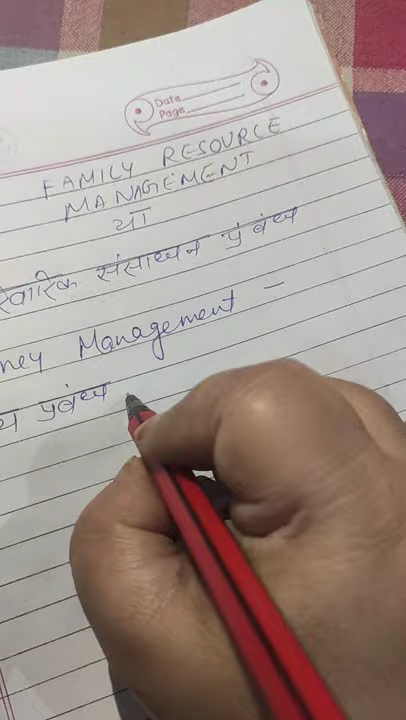 Date
Page
FAMILY RESOURCE
MANAGEMENT
या
संसाधन प्रबंध
Management -
प्रबंध